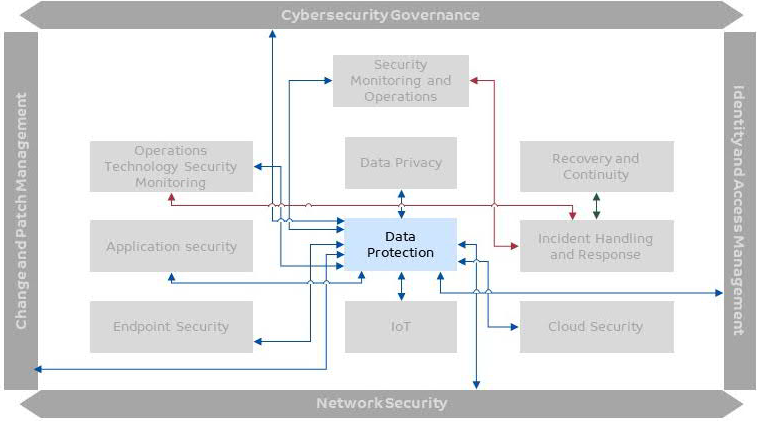 Cybersecurity Governance
Change and Patch Management
Identity and Access Management
Security
Monitoring and
Operations
Operations
Technology Security
Monitoring
Data Privacy
Recovery and
Continuity
Application security
Data
Protection
Incident Handling
and Response
Endpoint Security
IoT
Cloud Security
Network Security